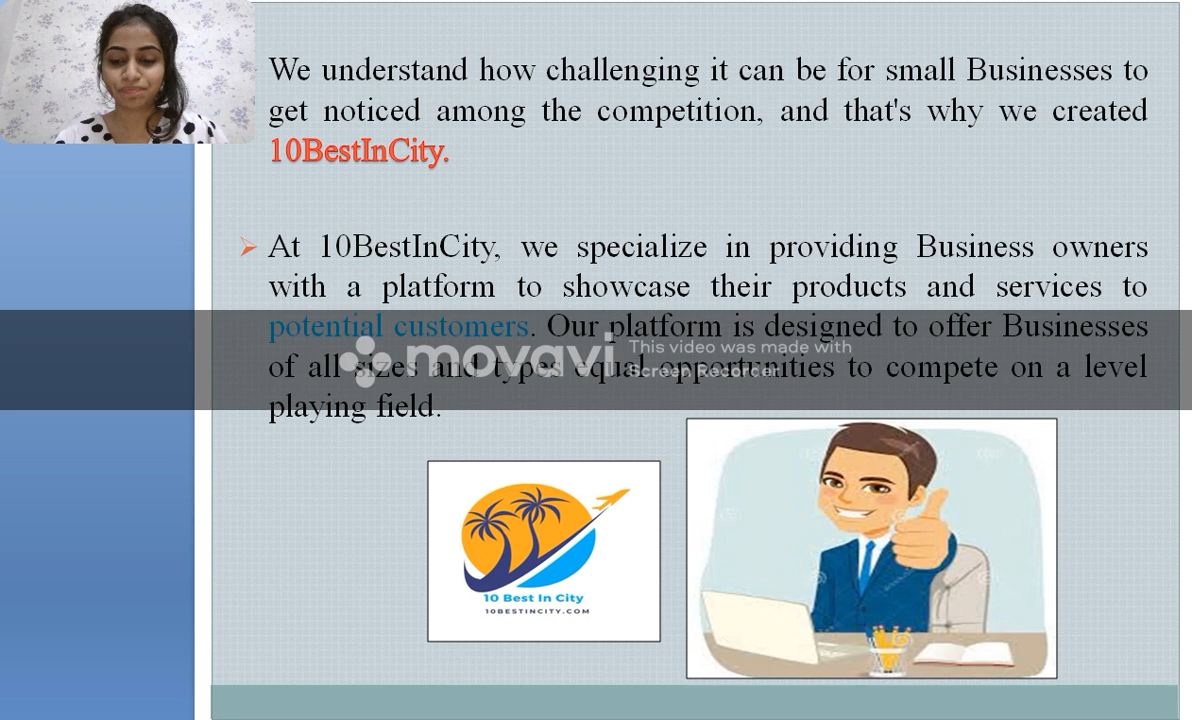 We understand how challenging it can be for small Businesses to
get noticed among the competition, and that's why we created
10BestInCity.
At 10BestInCity, we specialize in providing Business owners
with a platform to showcase their products and services to
potential customers. Our platform is designed to offer Businesses
of all sizes and types equal opportunities to compete on a level
playing field.
movavi
This video was made with
Screen Recorder
10 Best In City
10BESTINCITY.COM